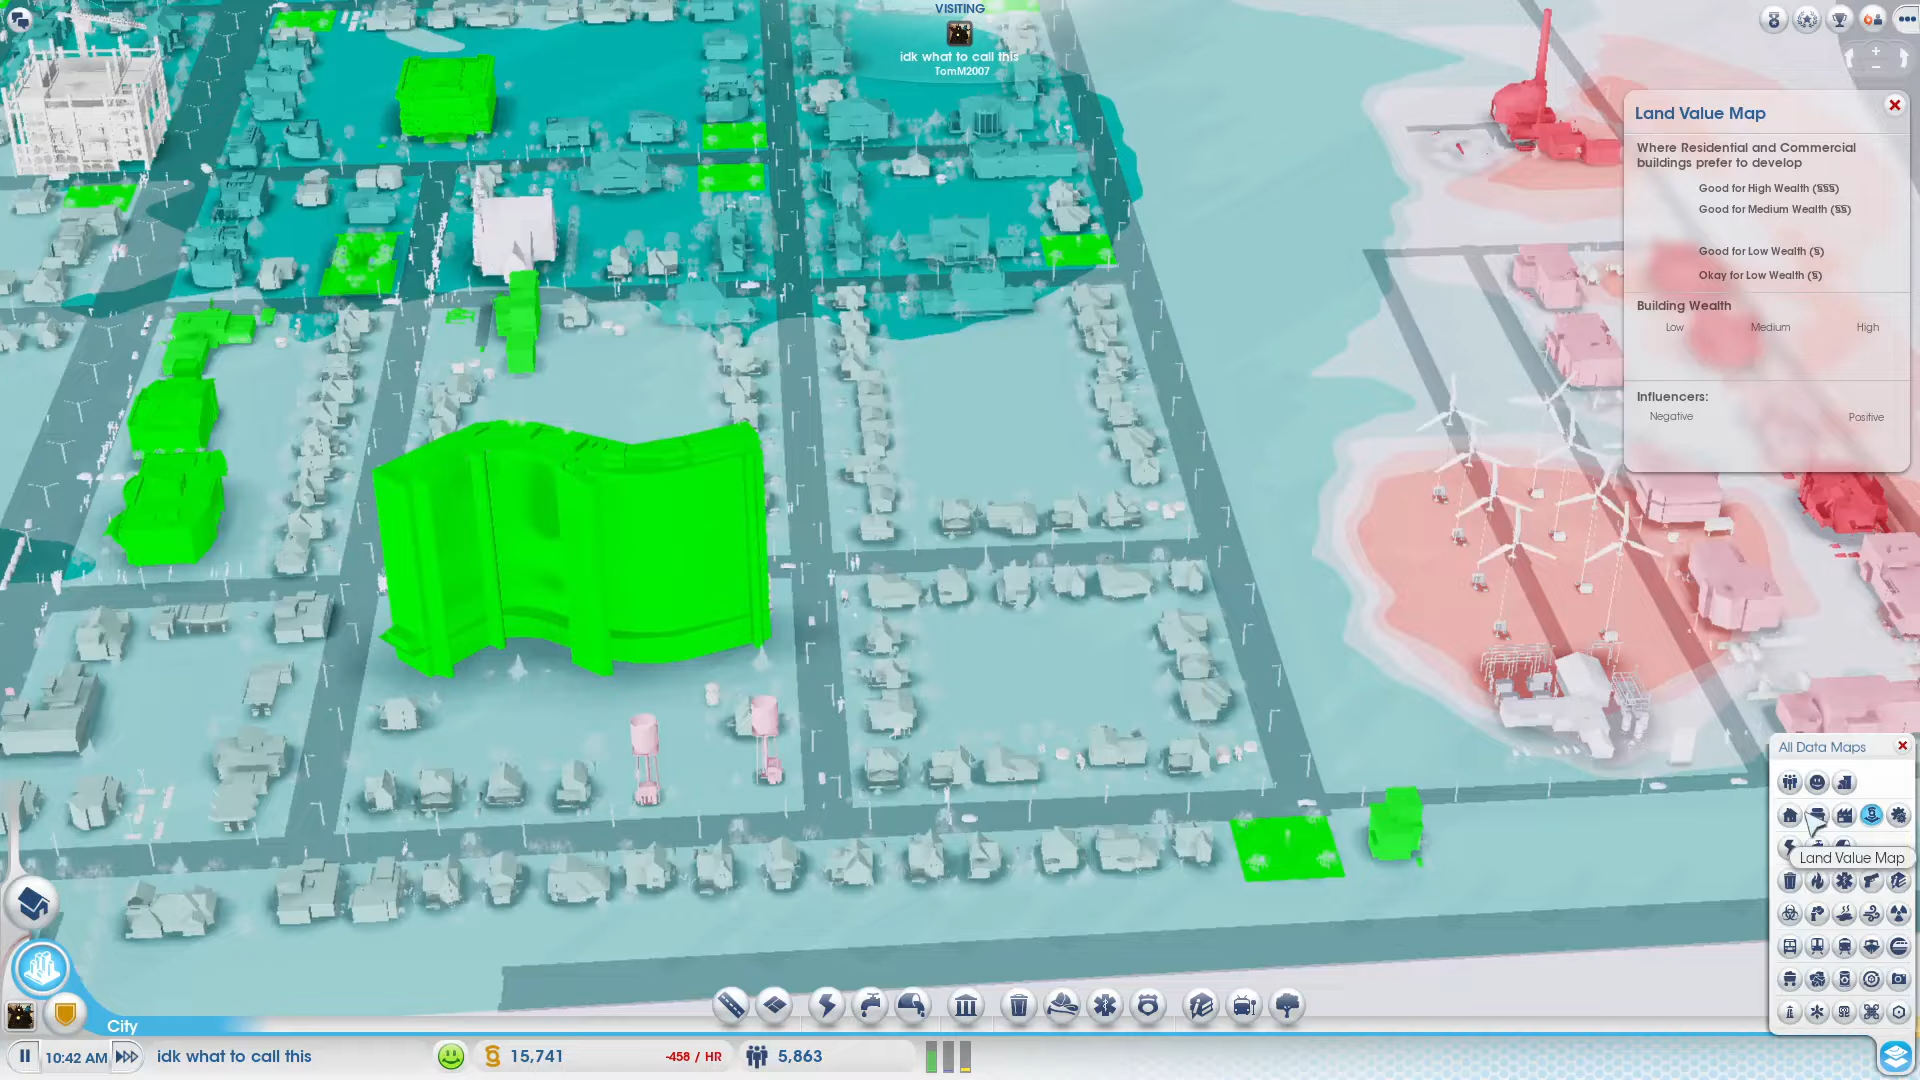 VISITING
idk what to call this
TomM2007
Land Value Map
Where Residential and Commercial
buildings prefer to develop
Good for High Wealth (§§§)
Good for Medium Wealth (§§)
Good for Low Wealth (§)
Okay for Low Wealth (§)
Building Wealth
Low Medium High
Influencers:
Negative Positive
All Data Maps
Land Value Map
City
10:42 AM idk what to call this 15,741 -458 / HR 5,863